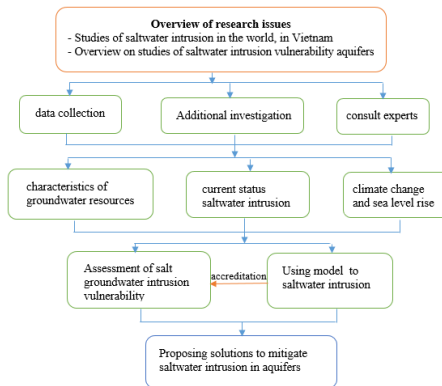 Overview of research issues
- Studies of saltwater intrusion in the world, in Vietnam
- Overview on studies of saltwater intrusion vulnerability aquifers
data collection
Additional investigation
consult experts
characteristics of
groundwater resources
current status
saltwater intrusion
climate change
and sea level rise
Assessment of salt
groundwater intrusion
vulnerability
accreditation
Using model to
saltwater intrusion
Proposing solutions to mitigate
saltwater intrusion in aquifers